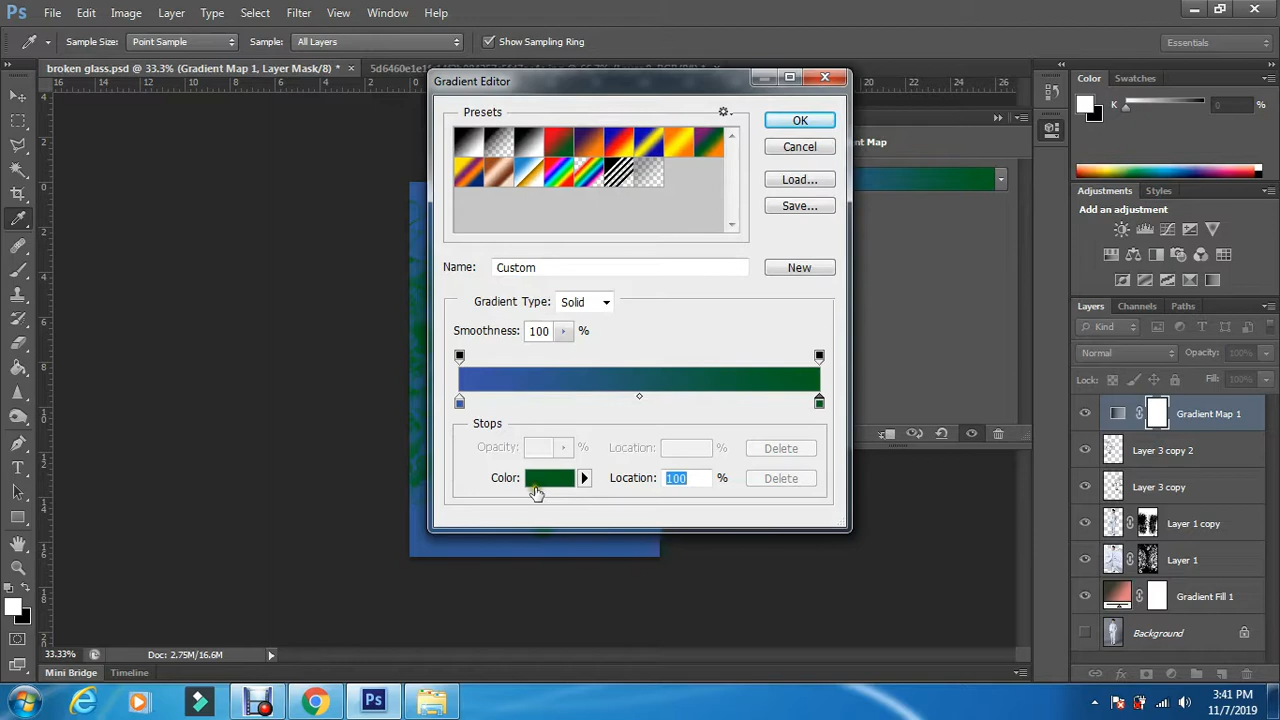 Ps File Edit Image Layer Type Select Filter View Window Help
Sample Size: Point Sample Sample: All Layers Show Sampling Ring Essentials
broken glass.psd @ 33.3% (Gradient Map 1, Layer Mask/8) *
Gradient Editor
Presets
OK
Cancel
Load...
Save...
Name: Custom
New
Gradient Type: Solid
Smoothness: 100 %
Stops
Opacity: % Location: % Delete
Color: Location: 100 % Delete
Map
Color Swatches
K 0 %
Adjustments Styles
Add an adjustment
Layers Channels Paths
Kind
Normal Opacity: 100%
Lock: Fill: 100%
Gradient Map 1
Layer 3 copy 2
Layer 3 copy
Layer 1 copy
Layer 1
Gradient Fill 1
Background
33.33% Doc: 2.75M/16.6M
Mini Bridge Timeline
3:41 PM
11/7/2019